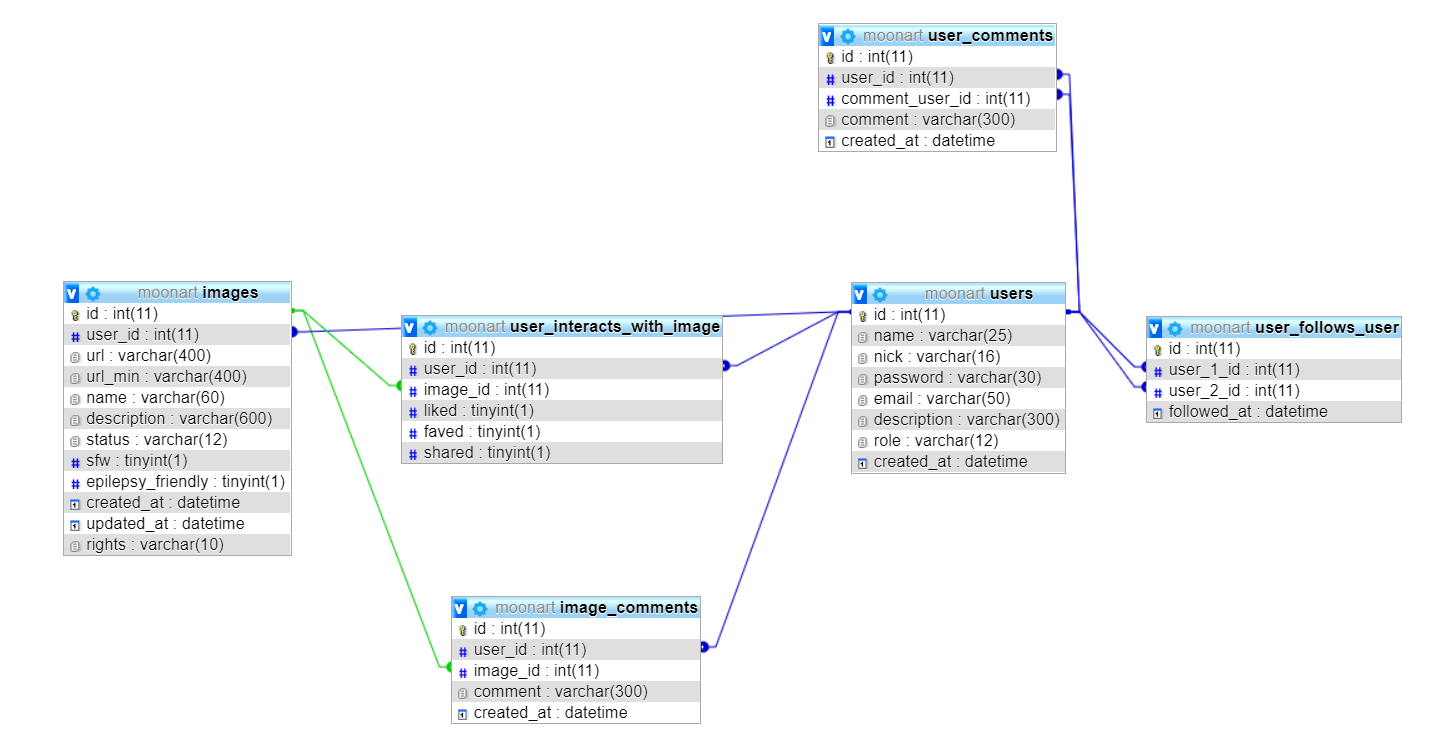 moonart user_comments
id : int(11)
user_id : int(11)
comment_user_id : int(11)
comment : varchar(300)
created_at : datetime
moonart images
id : int(11)
user_id : int(11)
url : varchar(400)
url_min : varchar(400)
name : varchar(60)
description : varchar(600)
status : varchar(12)
sfw : tinyint(1)
epilepsy_friendly : tinyint(1)
created_at : datetime
updated_at : datetime
rights : varchar(10)
moonart user_interacts_with_image
id : int(11)
user_id : int(11)
image_id : int(11)
liked : tinyint(1)
faved : tinyint(1)
shared : tinyint(1)
moonart users
id : int(11)
name : varchar(25)
nick : varchar(16)
password : varchar(30)
email : varchar(50)
description : varchar(300)
role : varchar(12)
created_at : datetime
moonart user_follows_user
id : int(11)
user_1_id : int(11)
user_2_id : int(11)
followed_at : datetime
moonart image_comments
id : int(11)
user_id : int(11)
image_id : int(11)
comment : varchar(300)
created_at : datetime